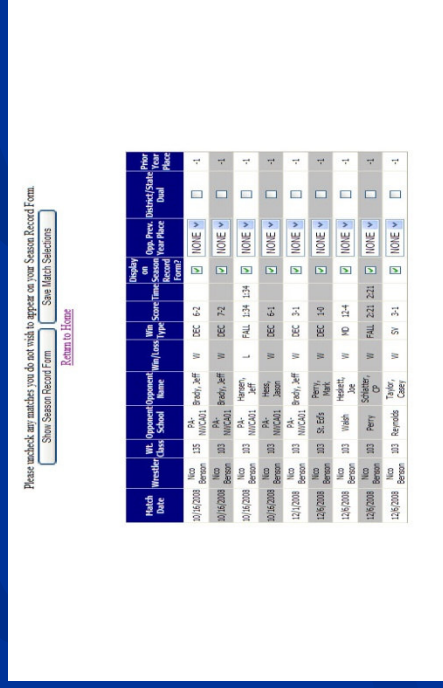 Please uncheck any matches you do not wish to appear on your Season Record Form.
Show Season Record Form Save Match Selections
Return to Home
Match Date Wrestler Wt. Class Opponent School Opponent Name Win/Loss Win Type Score Time Display on Season Record Form? Opp. Prev. Year Place District/State Dual Prior Year Place
10/16/2008 Nico Benson 135 PA-NWCA01 Brady, Jeff W DEC 6-2 NONE -1
10/16/2008 Nico Benson 103 PA-NWCA01 Brady, Jeff W DEC 7-2 NONE -1
10/16/2008 Nico Benson 103 PA-NWCA01 Hansen, Jeff L FALL 1:34 1:34 NONE -1
10/16/2008 Nico Benson 103 PA-NWCA01 Hess, Jason W DEC 6-1 NONE -1
12/1/2008 Nico Benson 103 PA-NWCA01 Brady, Jeff W DEC 3-1 NONE -1
12/6/2008 Nico Benson 103 St. Ed's Perry, Mark W DEC 1-0 NONE -1
12/6/2008 Nico Benson 103 Wash Heskett, Joe W MD 12-4 NONE -1
12/6/2008 Nico Benson 103 Perry Schlatter, CP W FALL 2:21 2:21 NONE -1
12/6/2008 Nico Benson 103 Reynolds Taylor, Casey W SV 3-1 NONE -1